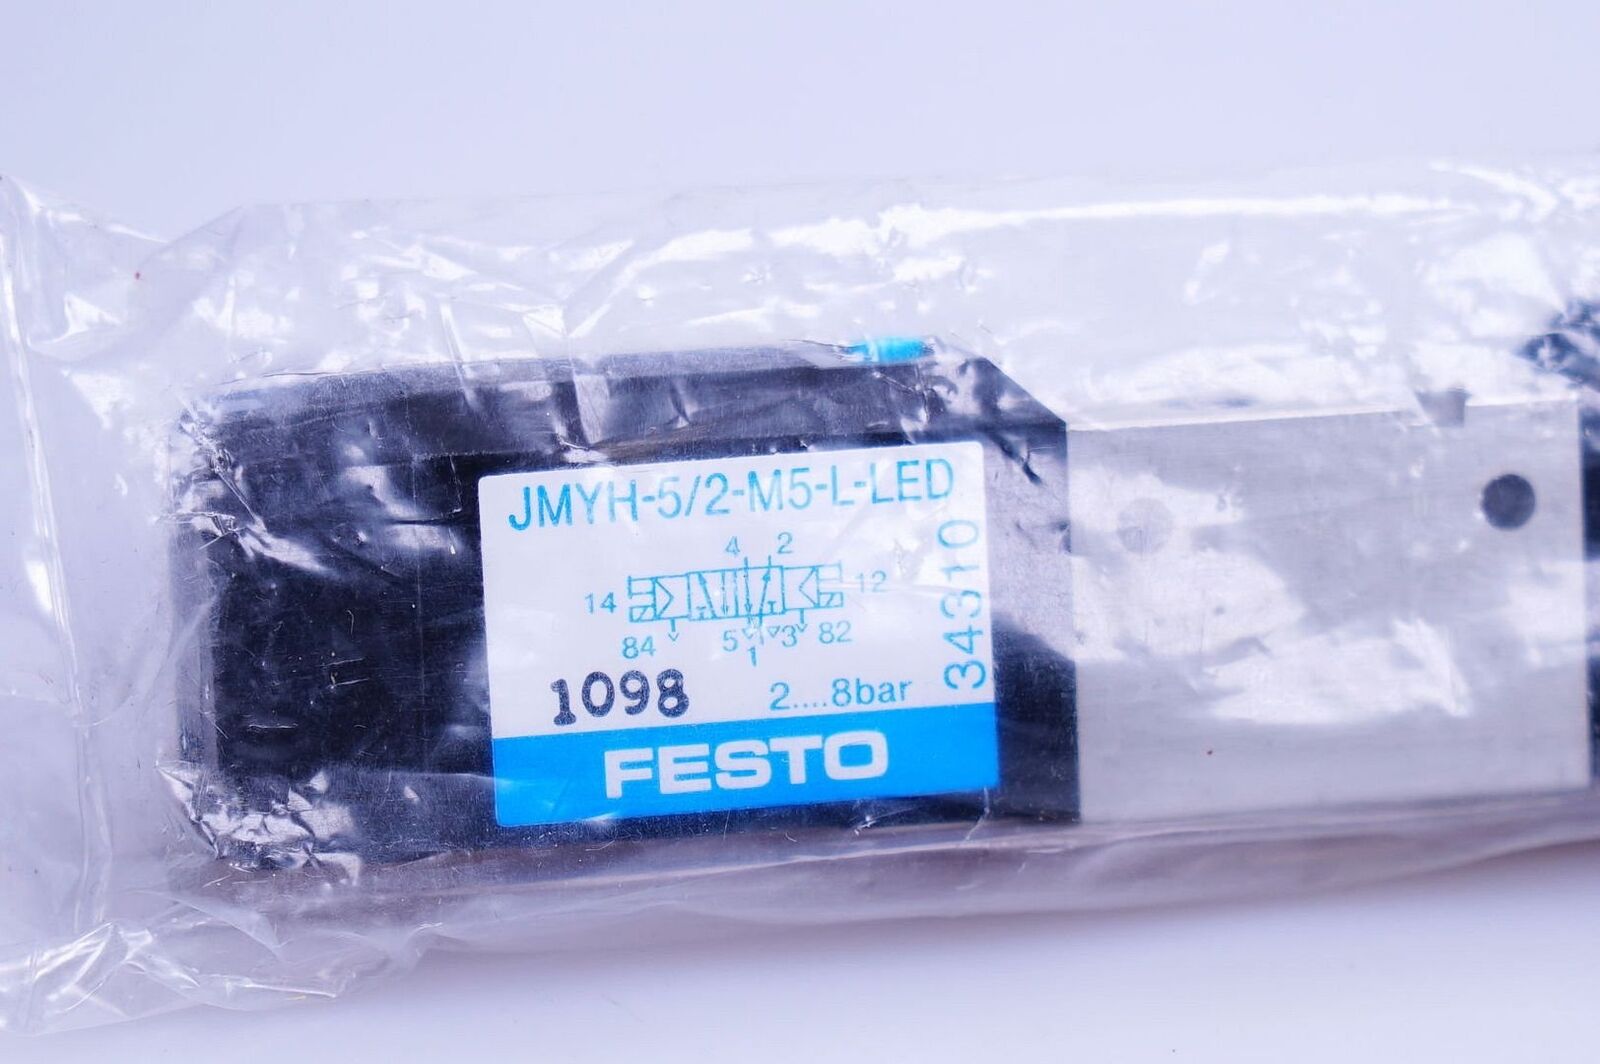 JMYH-5/2-M5-L-LED
4 2
14 12
84 5 3 82
1
1098 2....8bar
34310
FESTO